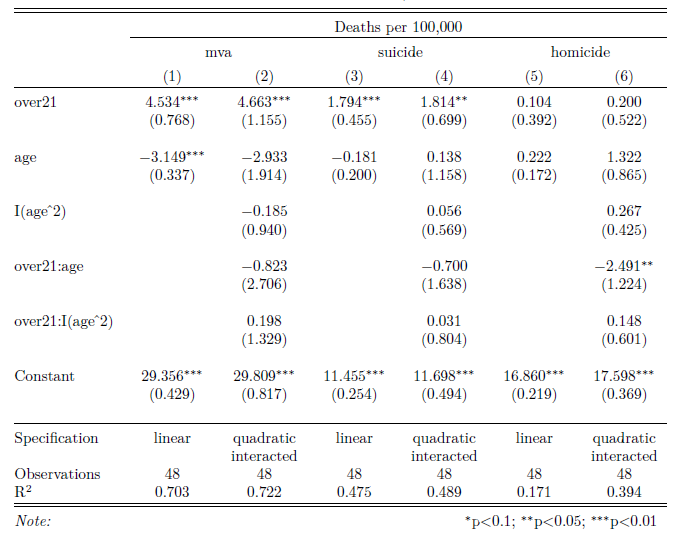 Deaths per 100,000
mva suicide homicide
(1) (2) (3) (4) (5) (6)
over21 4.534*** 4.663*** 1.794*** 1.814** 0.104 0.200
(0.768) (1.155) (0.455) (0.699) (0.392) (0.522)
age −3.149*** −2.933 −0.181 0.138 0.222 1.322
(0.337) (1.914) (0.200) (1.158) (0.172) (0.865)
I(ageˆ2) −0.185 0.056 0.267
(0.940) (0.569) (0.425)
over21:age −0.823 −0.700 −2.491**
(2.706) (1.638) (1.224)
over21:I(ageˆ2) 0.198 0.031 0.148
(1.329) (0.804) (0.601)
Constant 29.356*** 29.809*** 11.455*** 11.698*** 16.860*** 17.598***
(0.429) (0.817) (0.254) (0.494) (0.219) (0.369)
Specification linear quadratic linear quadratic linear quadratic
interacted interacted interacted
Observations 48 48 48 48 48 48
R² 0.703 0.722 0.475 0.489 0.171 0.394
Note: *p<0.1; **p<0.05; ***p<0.01